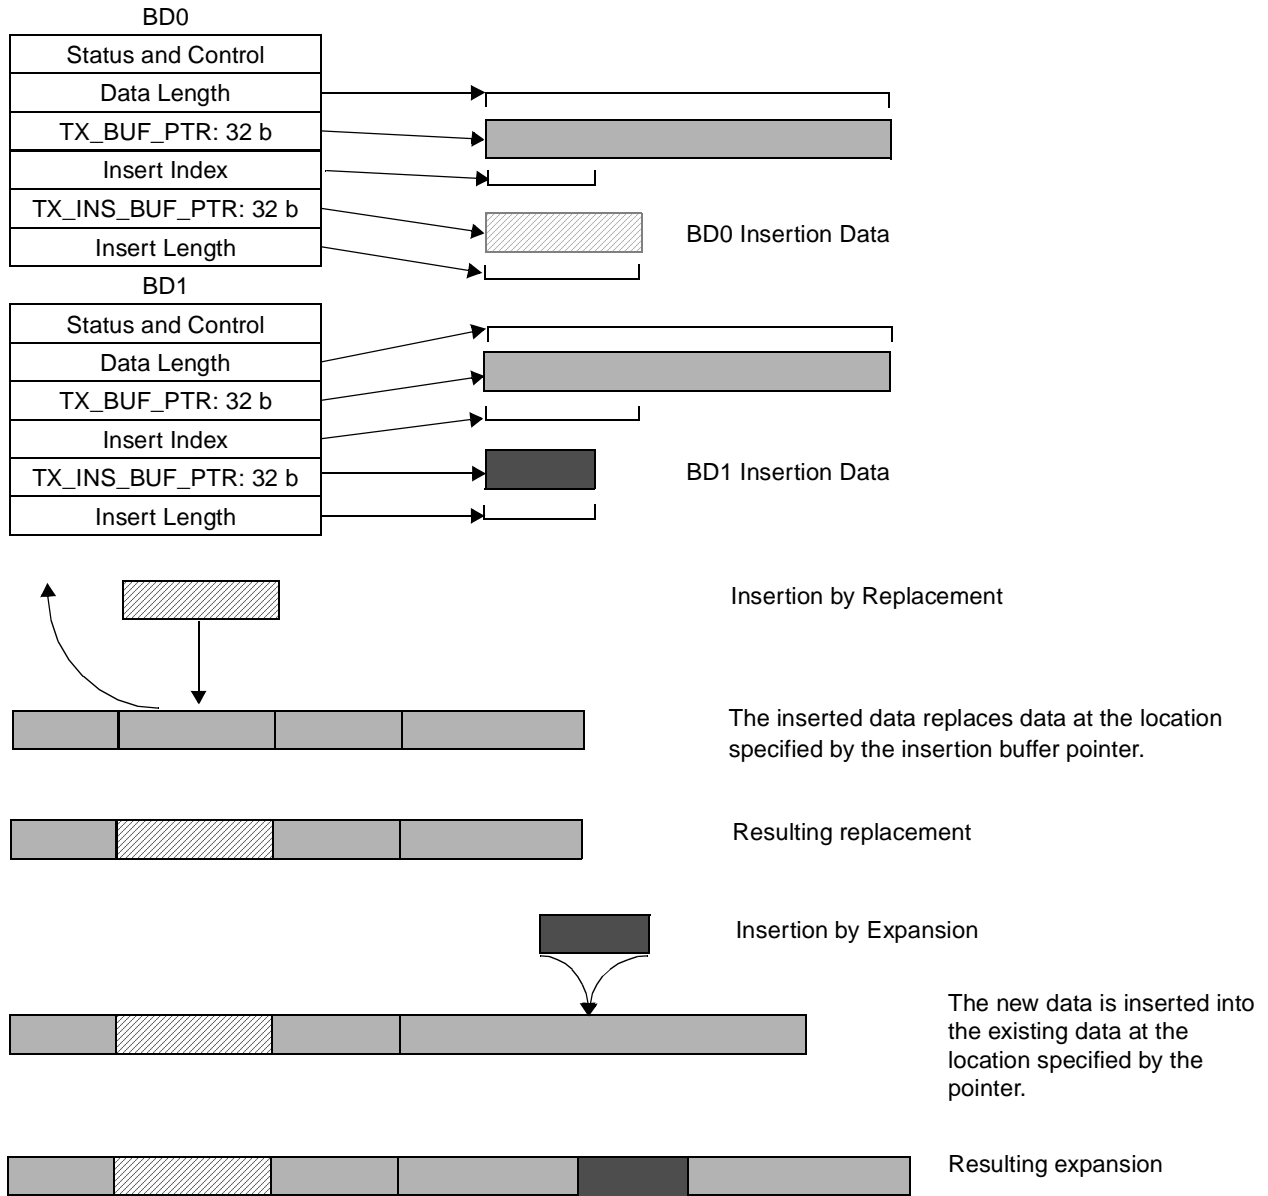 BD0
Status and Control
Data Length
TX_BUF_PTR: 32 b
Insert Index
TX_INS_BUF_PTR: 32 b
Insert Length
BD0 Insertion Data
BD1
Status and Control
Data Length
TX_BUF_PTR: 32 b
Insert Index
TX_INS_BUF_PTR: 32 b
Insert Length
BD1 Insertion Data
Insertion by Replacement
The inserted data replaces data at the location
specified by the insertion buffer pointer.
Resulting replacement
Insertion by Expansion
The new data is inserted into
the existing data at the
location specified by the
pointer.
Resulting expansion